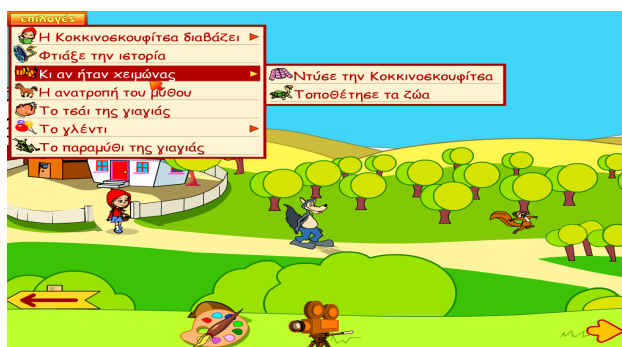 επιλογές
Η Κοκκινοσκουφίτσα διαβάζει
Φτιάξε την ιστορία
Κι αν ήταν χειμώνας
Ντύσε την Κοκκινοσκουφίτσα
Τοποθέτησε τα ζώα
Η ανατροπή του μύθου
Το τσάι της γιαγιάς
Το γλέντι
Το παραμύθι της γιαγιάς